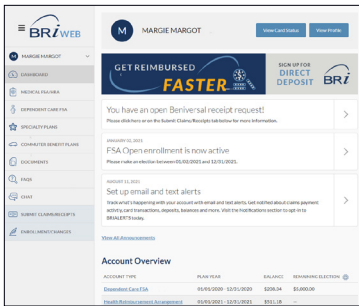 BRiWEB
M MARGIE MARGOT
View Card Status
View Profile
MARGIE MARGOT
DASHBOARD
MEDICAL FSA/HRA
DEPENDENT CARE FSA
SPECIALTY PLANS
COMMUTER BENEFIT PLANS
DOCUMENTS
FAQS
CHAT
SUBMIT CLAIMS/RECEIPTS
ENROLLMENT/CHANGES
GET REIMBURSED
FASTER
SIGN UP FOR
DIRECT
DEPOSIT
BRi
You have an open Beniversal receipt request!
Please click here or on the Submit Claims/Receipts tab below for more information.
JANUARY 02, 2021
FSA Open enrollment is now active
Please make an election between 01/02/2021 and 12/31/2021.
AUGUST 11, 2021
Set up email and text alerts
Track what's happening with your account with email and text alerts. Get notified about claims payment
activity, card transactions, deposits, balances and more. Visit the Notifications section to opt-in to
BRIALERTS today.
View All Announcements
Account Overview
ACCOUNT TYPE PLAN YEAR BALANCE REMAINING ELECTION
Dependent Care FSA 01/01/2020 - 12/31/2020 $208.34 $5,000.00
Health Reimbursement Arrangement 01/01/2021 - 12/31/2021 $511.18 --